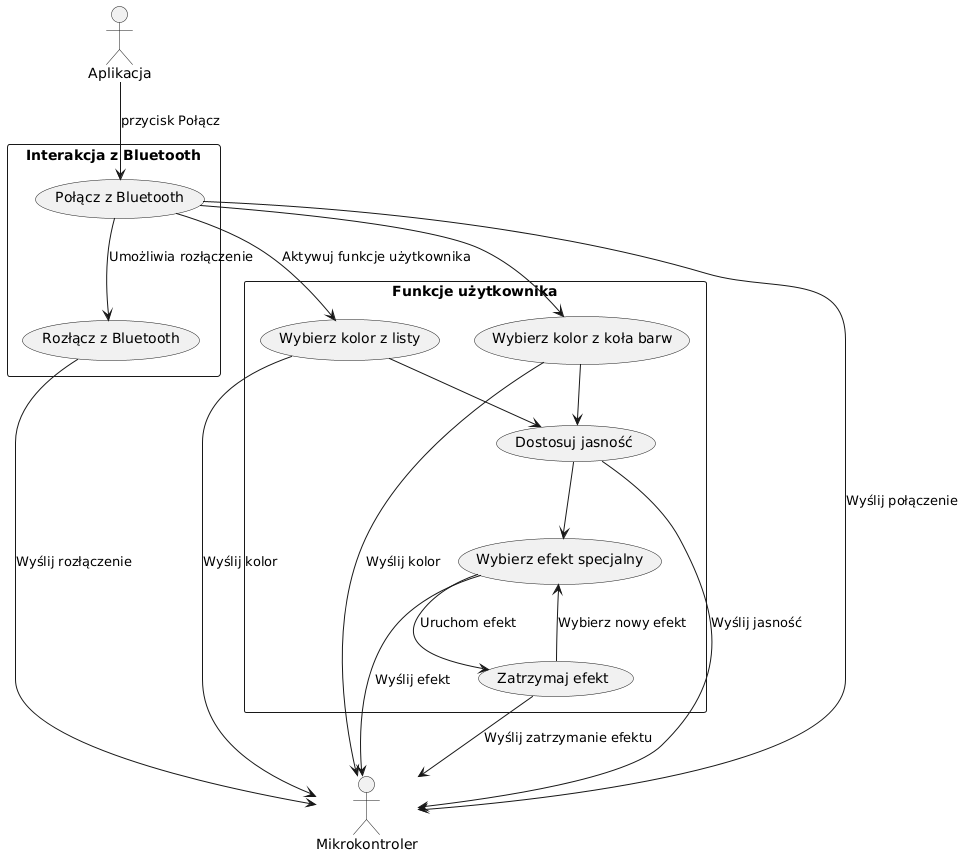 Aplikacja
przycisk Połącz
Interakcja z Bluetooth
Połącz z Bluetooth
Umożliwia rozłączenie
Aktywuj funkcje użytkownika
Funkcje użytkownika
Rozłącz z Bluetooth
Wybierz kolor z listy
Wybierz kolor z koła barw
Dostosuj jasność
Wyślij połączenie
Wybierz efekt specjalny
Wyślij rozłączenie
Wyślij kolor
Wyślij kolor
Uruchom efekt
Wybierz nowy efekt
Wyślij jasność
Wyślij efekt
Zatrzymaj efekt
Wyślij zatrzymanie efektu
Mikrokontroler